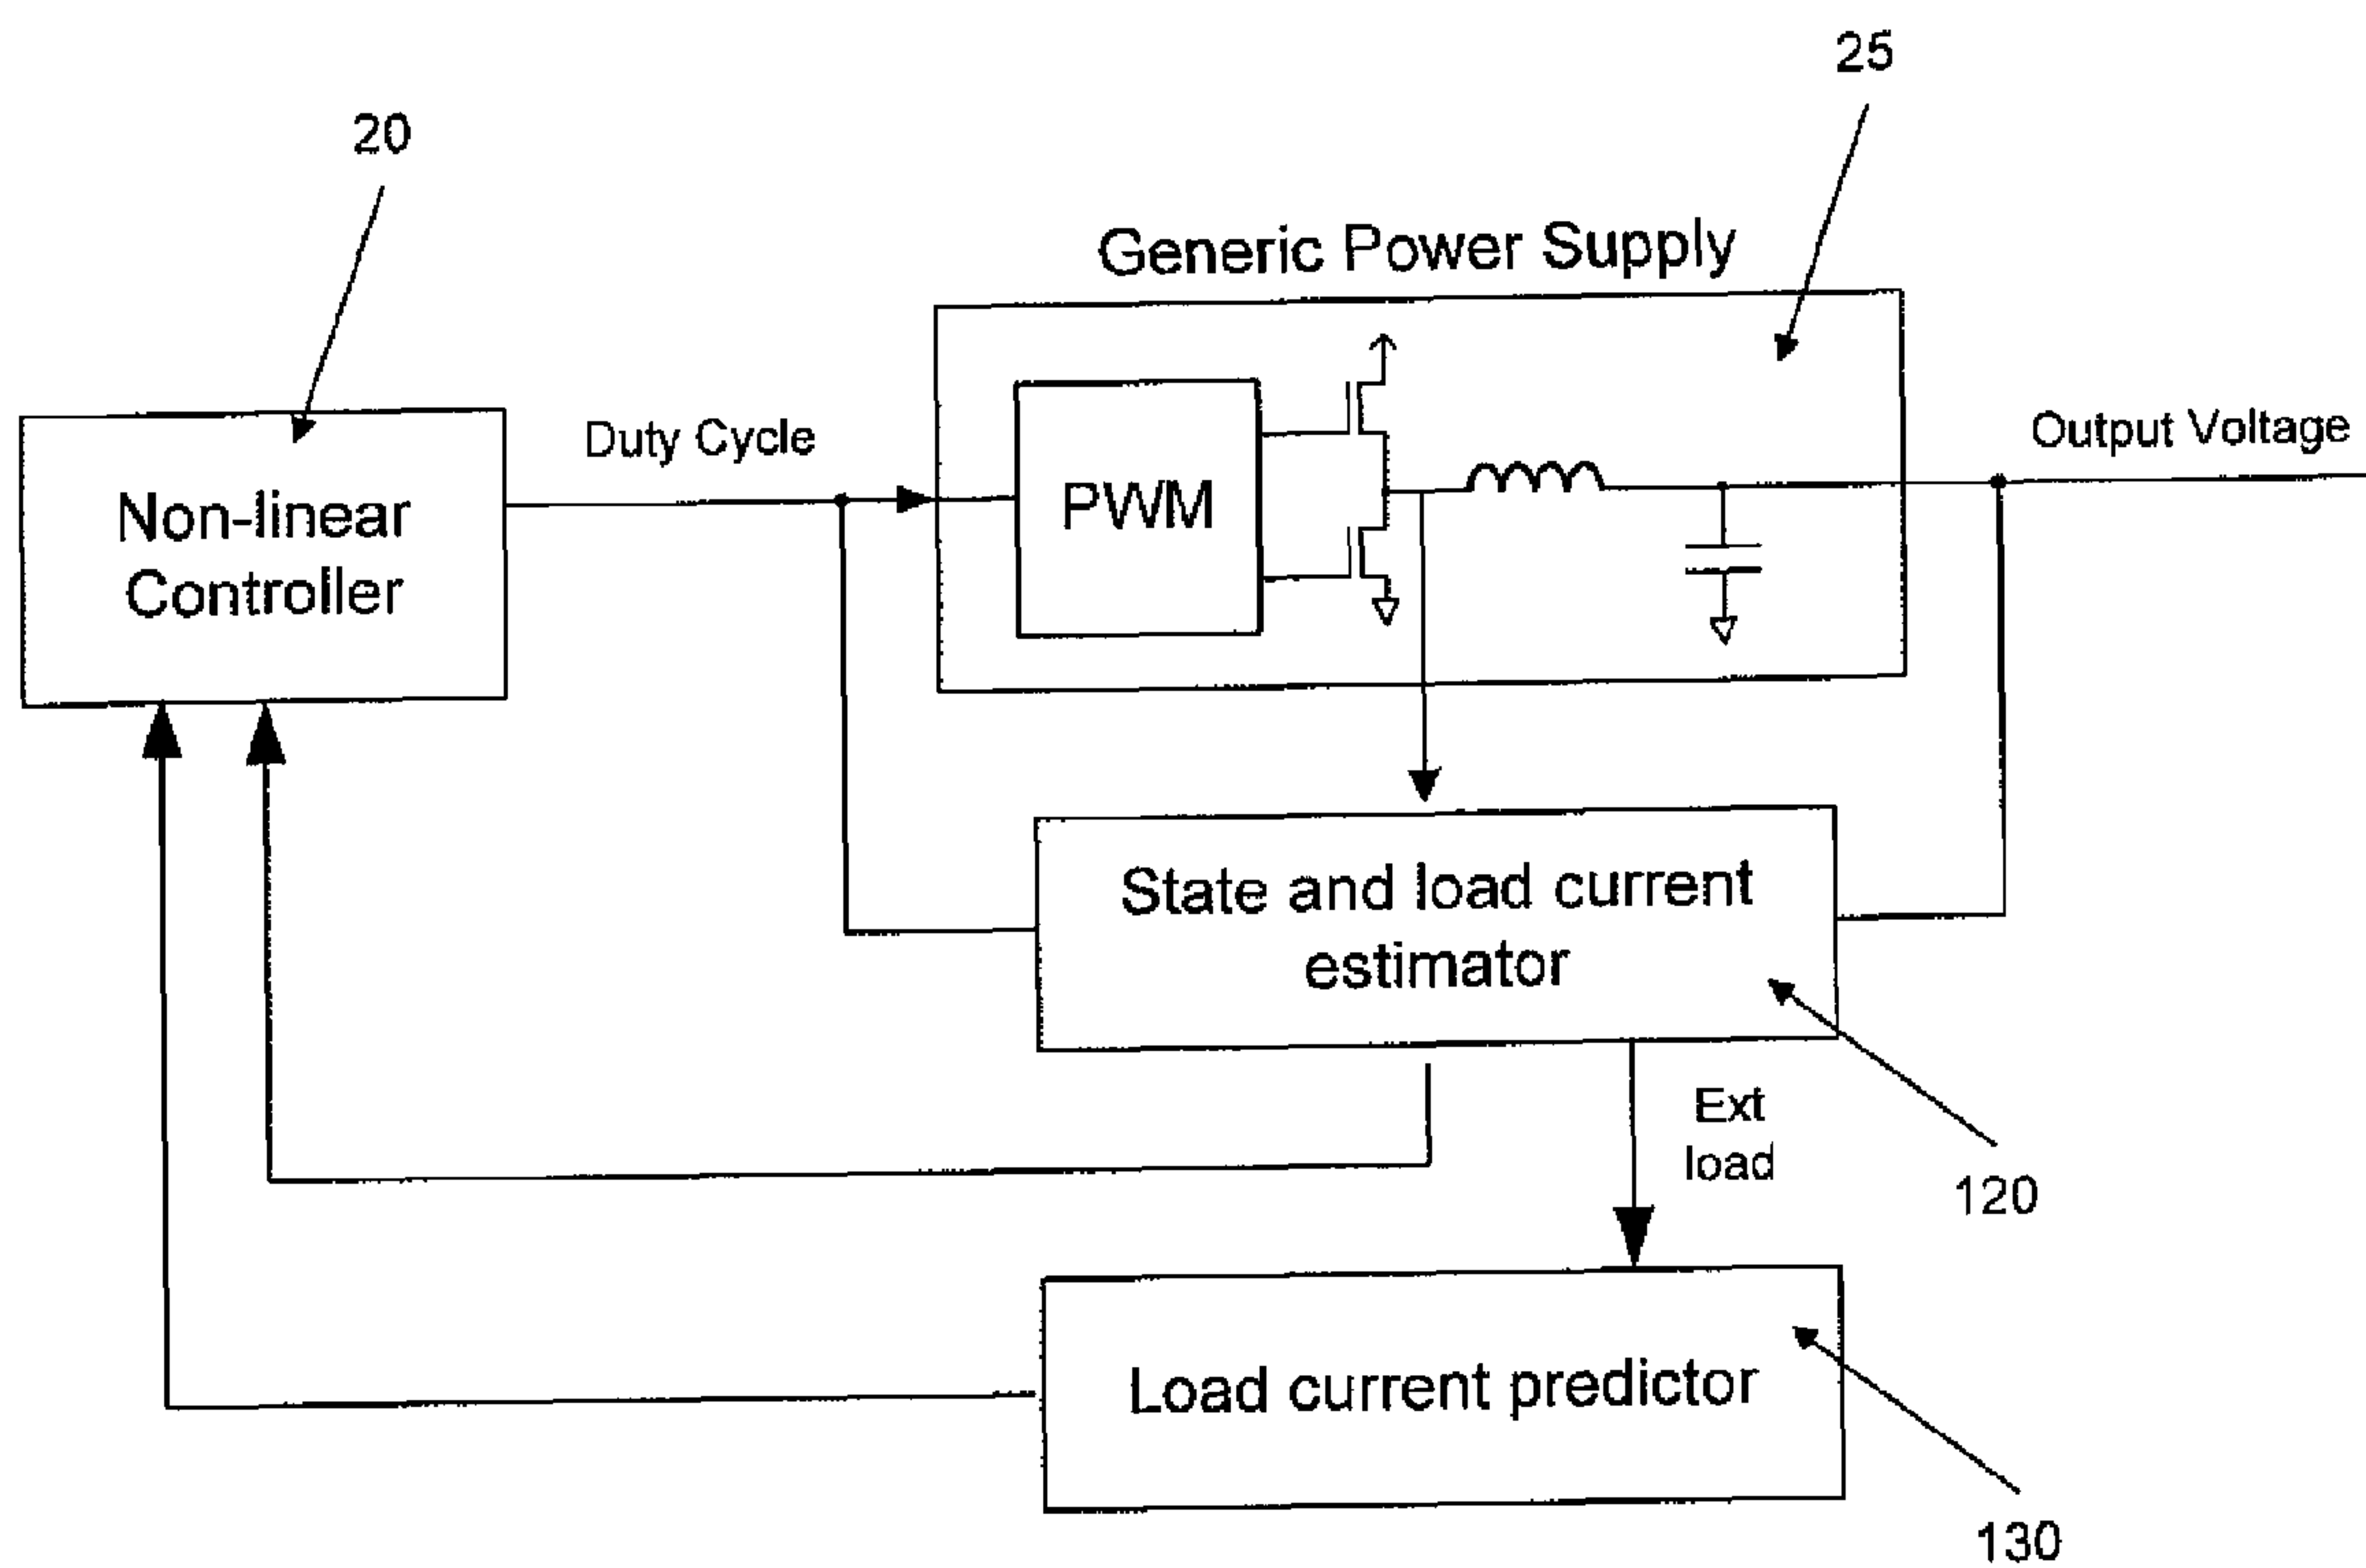 25
20
Generic Power Supply
Duty Cycle
Output Voltage
PWM
Non-linear
Controller
State and load current
estimator
Ext
load
120
Load current predictor
130